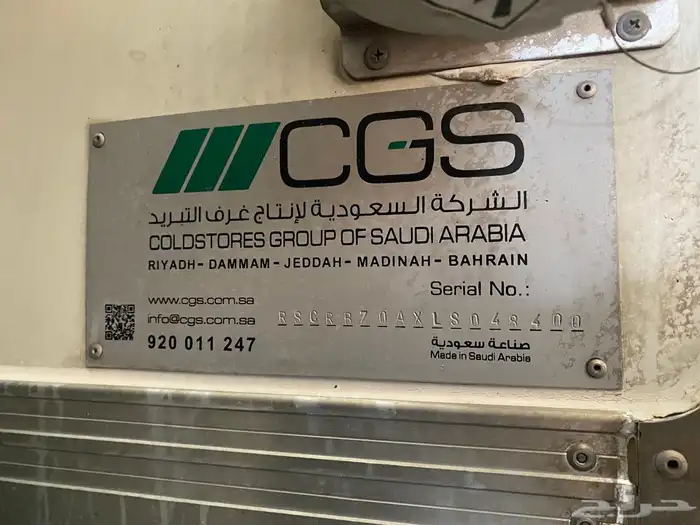 CGS
الشركة السعودية لإنتاج غرف التبريد
COLDSTORES GROUP OF SAUDI ARABIA
RIYADH - DAMMAM - JEDDAH - MADINAH - BAHRAIN
Serial No.:
www.cgs.com.sa
info@cgs.com.sa
920 011 247
صناعة سعودية
Made in Saudi Arabia
حراج